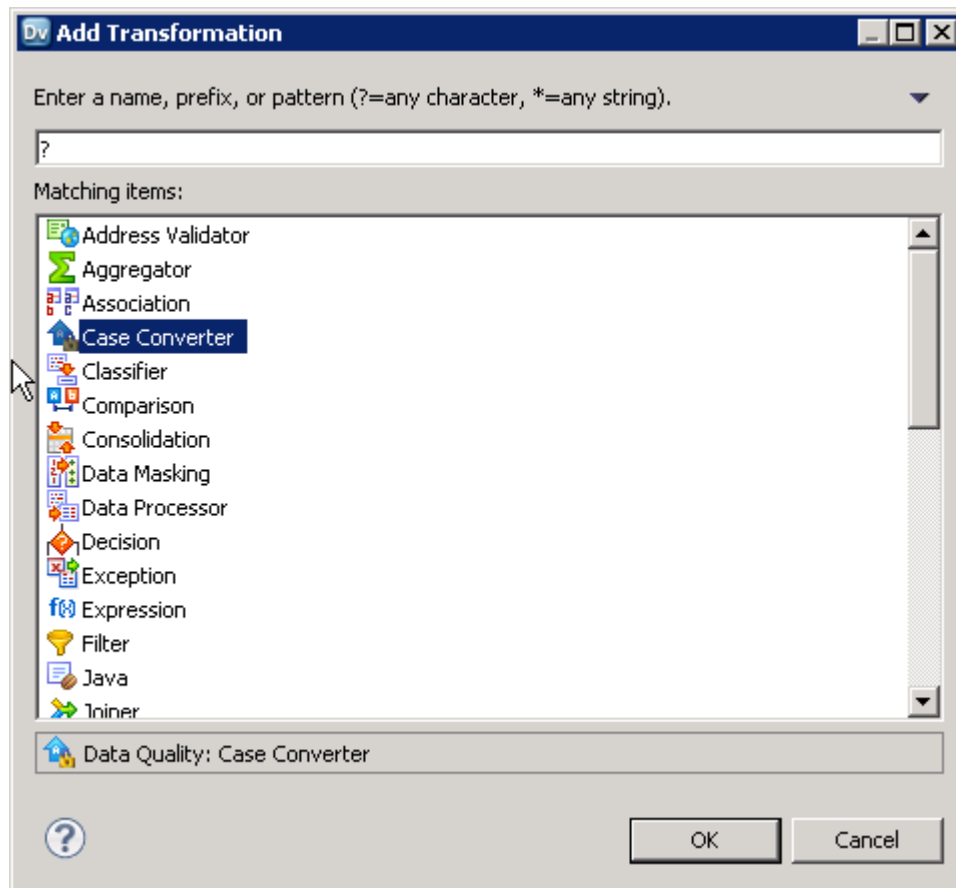 Dv Add Transformation
Enter a name, prefix, or pattern (?=any character, *=any string).
?
Matching items:
Address Validator
Aggregator
Association
Case Converter
Classifier
Comparison
Consolidation
Data Masking
Data Processor
Decision
Exception
f(x) Expression
Filter
Java
Joiner
Data Quality: Case Converter
?
OK
Cancel